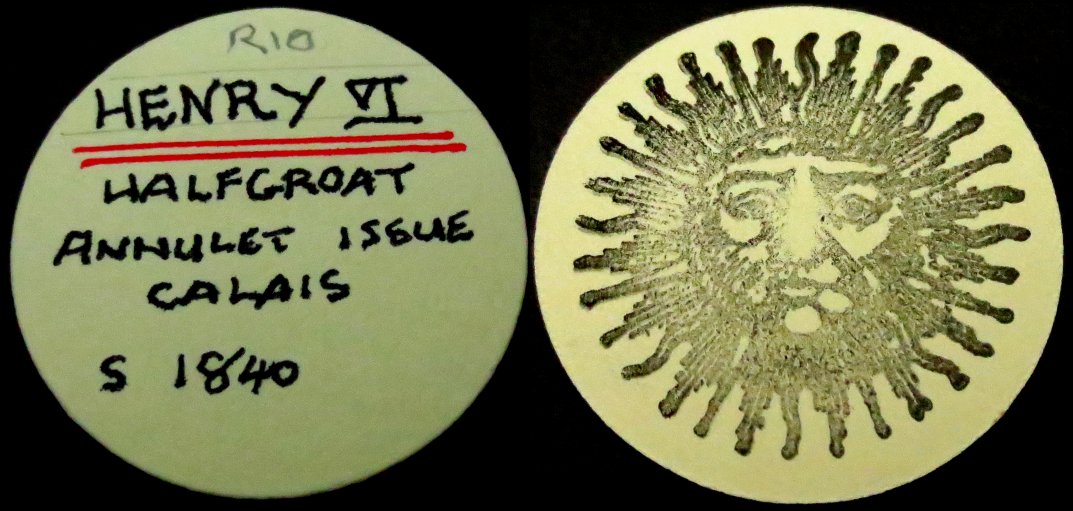 R10
HENRY VI
HALFGROAT
ANNULET ISSUE
CALAIS
S 1840